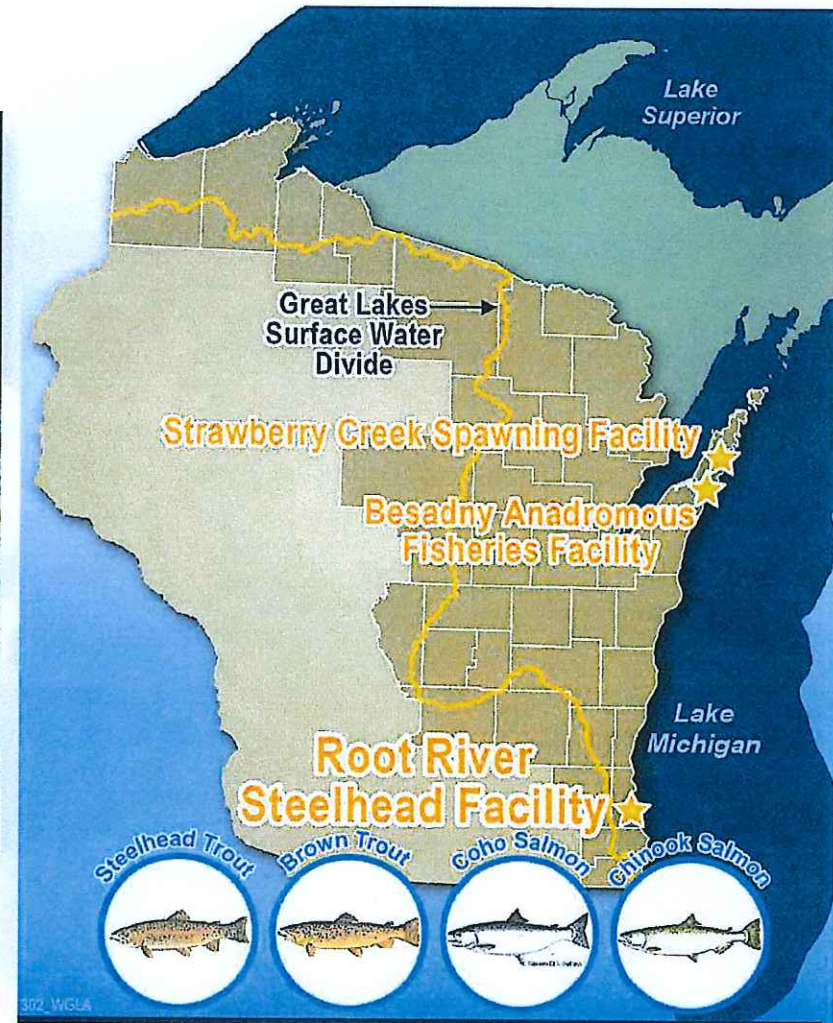 Lake
Superior
Great Lakes
Surface Water
Divide
Strawberry Creek Spawning Facility
Besadny Anadromous
Fisheries Facility
Lake
Michigan
Root River
Steelhead Facility
Steelhead Trout
Brown Trout
Coho Salmon
Chinook Salmon
302_WGLA